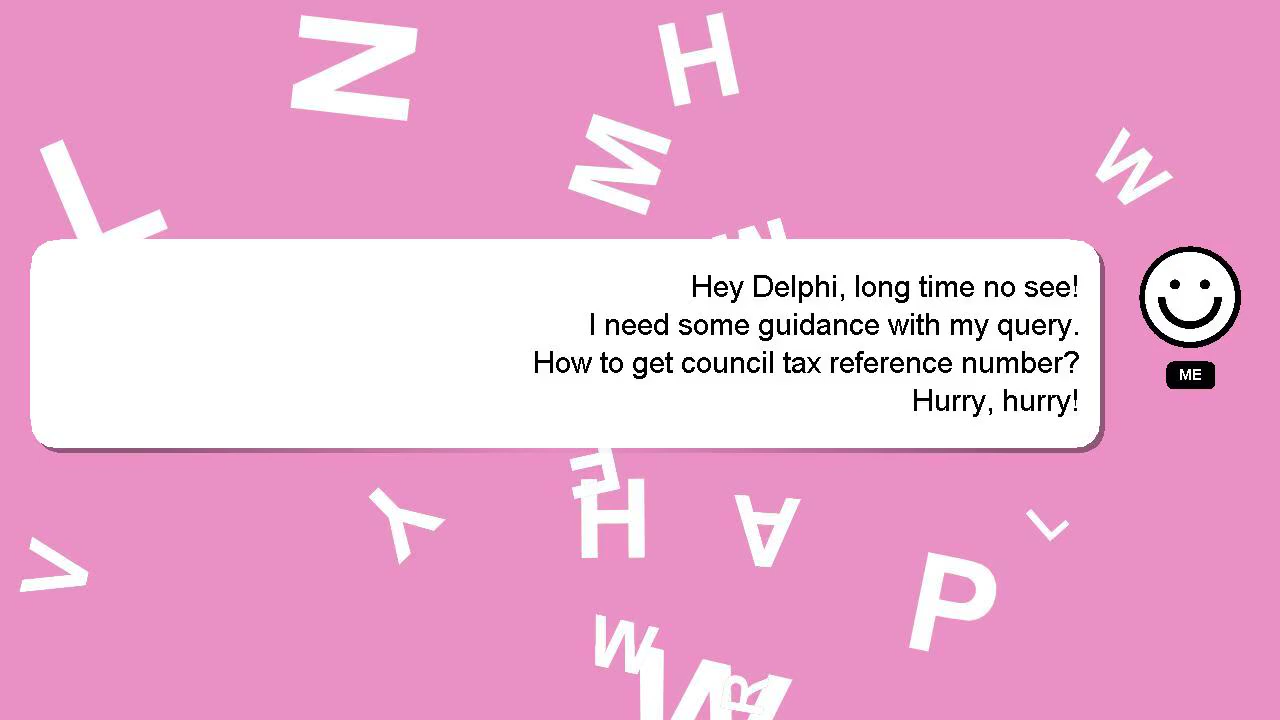 N
H
M
W
L
W
Hey Delphi, long time no see!
I need some guidance with my query.
How to get council tax reference number?
Hurry, hurry!
ME
E
H
Y
A
L
V
P
W
W
R